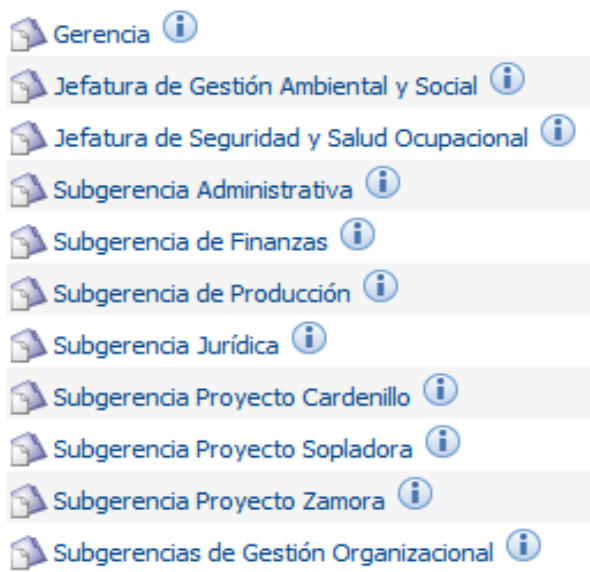 Gerencia
Jefatura de Gestión Ambiental y Social
Jefatura de Seguridad y Salud Ocupacional
Subgerencia Administrativa
Subgerencia de Finanzas
Subgerencia de Producción
Subgerencia Jurídica
Subgerencia Proyecto Cardenillo
Subgerencia Proyecto Sopladora
Subgerencia Proyecto Zamora
Subgerencias de Gestión Organizacional